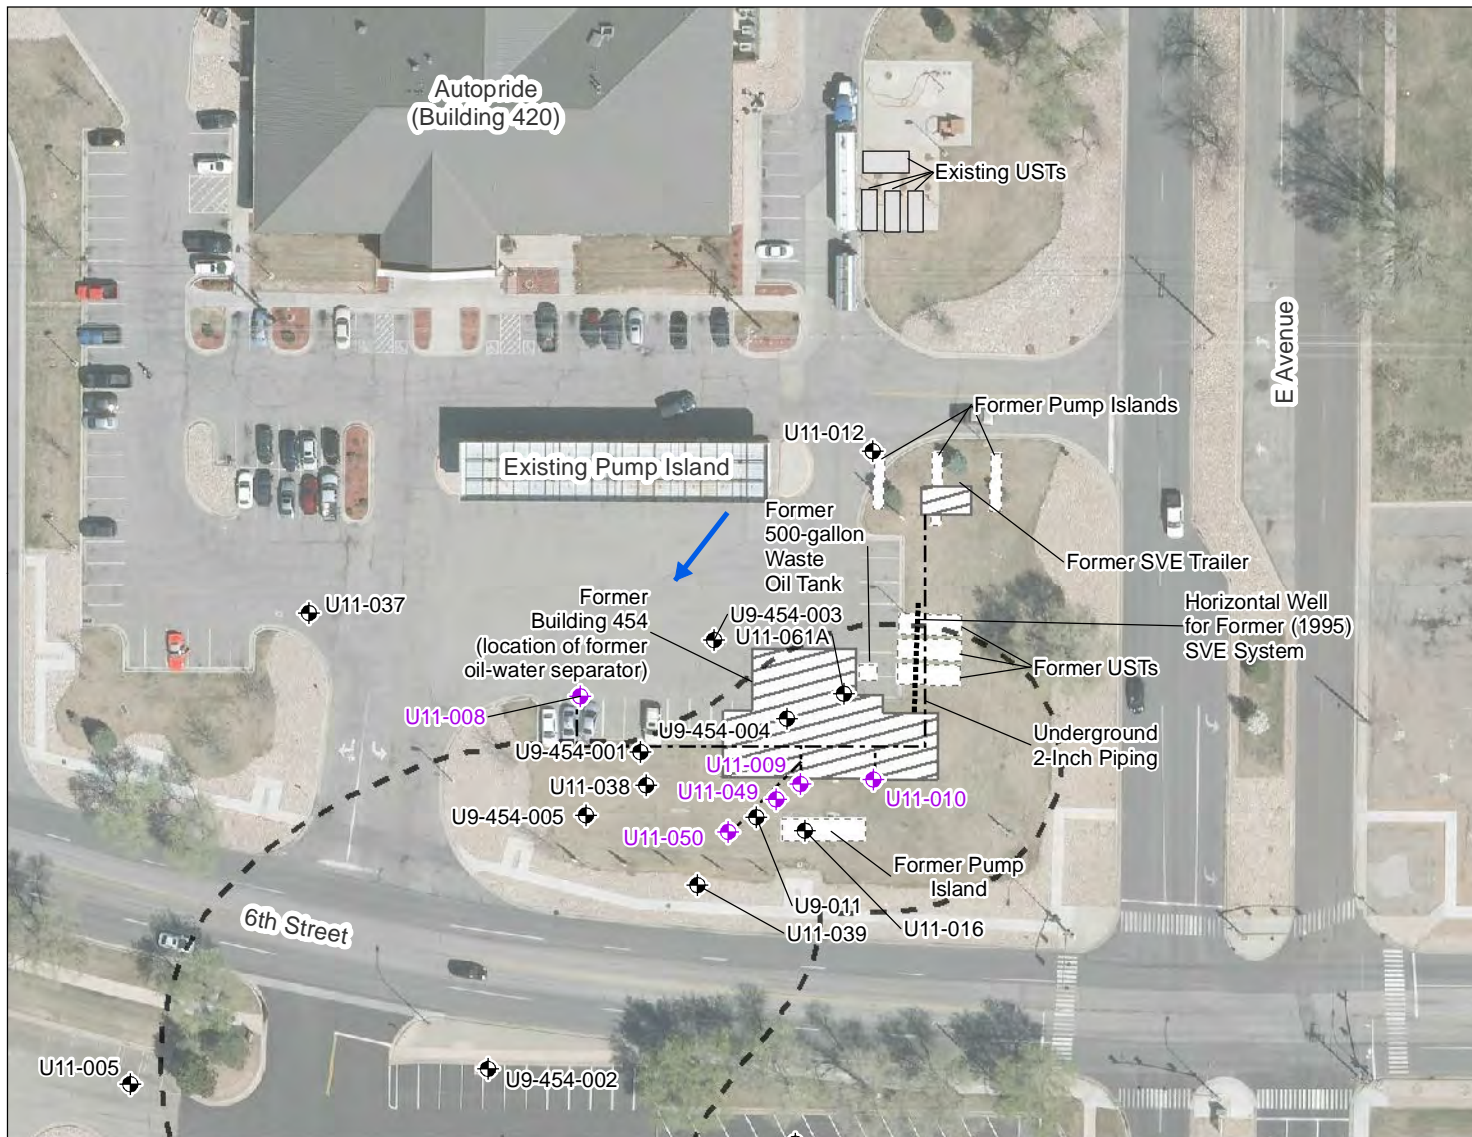 Autopride
(Building 420)
Existing USTs
E Avenue
Former Pump Islands
U11-012
Existing Pump Island
Former
500-gallon
Waste
Oil Tank
Former SVE Trailer
Former
Building 454
(location of former
oil-water separator)
U11-037
U9-454-003
U11-061A
Horizontal Well
for Former (1995)
SVE System
Former USTs
U11-008
U9-454-004
U9-454-001
Underground
2-Inch Piping
U11-009
U11-038
U11-049
U11-010
U9-454-005
U11-050
Former Pump
Island
U9-011
U11-039
U11-016
6th Street
U11-005
U9-454-002